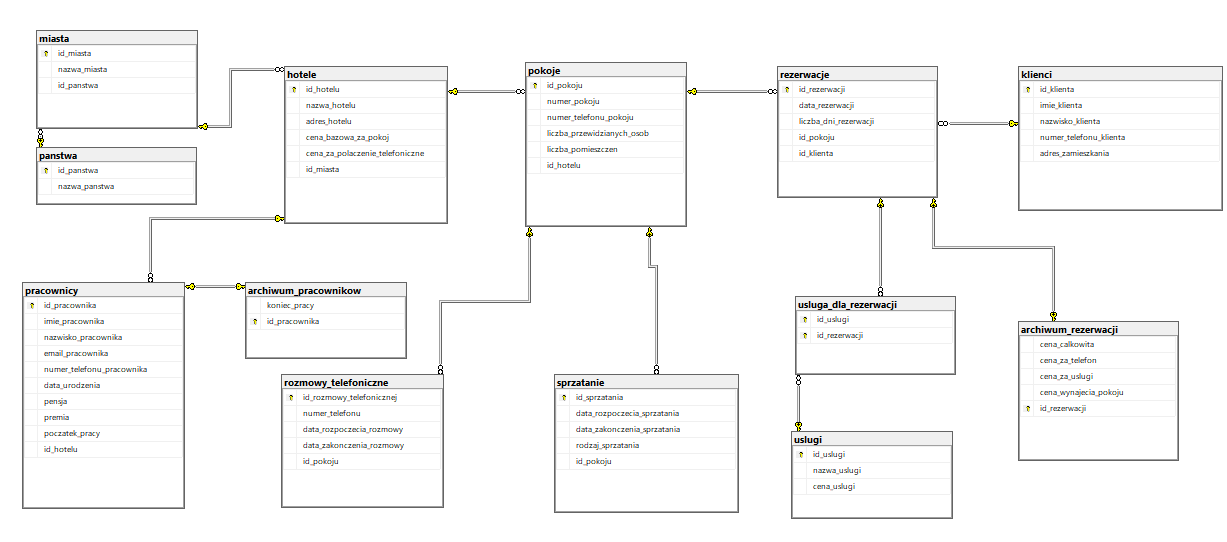 miasta
id_miasta
nazwa_miasta
id_panstwa
panstwa
id_panstwa
nazwa_panstwa
hotele
id_hotelu
nazwa_hotelu
adres_hotelu
cena_bazowa_za_pokoj
cena_za_polaczenie_telefoniczne
id_miasta
pokoje
id_pokoju
numer_pokoju
numer_telefonu_pokoju
liczba_przewidzianych_osob
liczba_pomieszczen
id_hotelu
rezerwacje
id_rezerwacji
data_rezerwacji
liczba_dni_rezerwacji
id_pokoju
id_klienta
klienci
id_klienta
imie_klienta
nazwisko_klienta
numer_telefonu_klienta
adres_zamieszkania
pracownicy
id_pracownika
imie_pracownika
nazwisko_pracownika
email_pracownika
numer_telefonu_pracownika
data_urodzenia
pensja
premia
poczatek_pracy
id_hotelu
archiwum_pracownikow
koniec_pracy
id_pracownika
rozmowy_telefoniczne
id_rozmowy_telefonicznej
numer_telefonu
data_rozpoczecia_rozmowy
data_zakonczenia_rozmowy
id_pokoju
sprzatanie
id_sprzatania
data_rozpoczecia_sprzatania
data_zakonczenia_sprzatania
rodzaj_sprzatania
id_pokoju
usluga_dla_rezerwacji
id_uslugi
id_rezerwacji
uslugi
id_uslugi
nazwa_uslugi
cena_uslugi
archiwum_rezerwacji
cena_calkowita
cena_za_telefon
cena_za_uslugi
cena_wynajecia_pokoju
id_rezerwacji